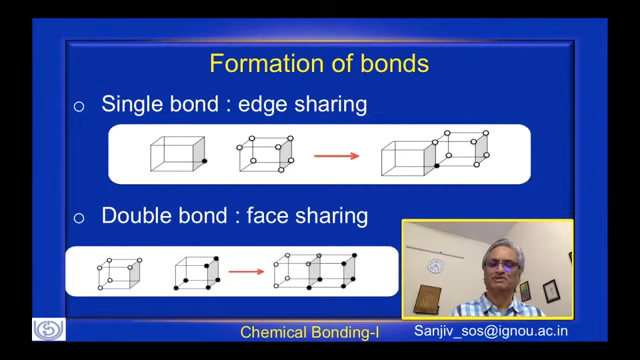 Formation of bonds
o Single bond : edge sharing
o Double bond : face sharing
Chemical Bonding-I
Sanjiv_sos@ignou.ac.in